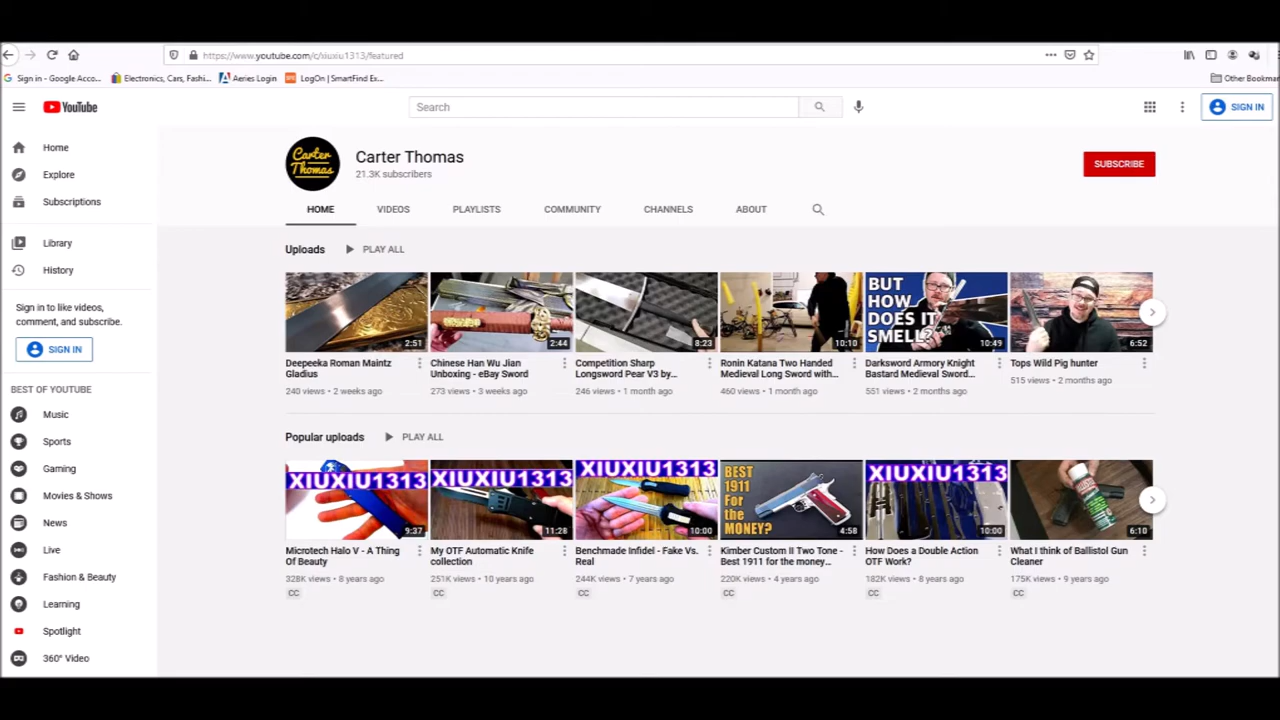 https://www.youtube.com/c/xiuxiu1313/featured
Sign in - Google Acco...
Electronics, Cars, Fashi...
Aeries Login
LogOn | SmartFind Ex...
Other Bookmar
YouTube
Search
SIGN IN
Home
Explore
Subscriptions
Library
History
Sign in to like videos,
comment, and subscribe.
SIGN IN
BEST OF YOUTUBE
Music
Sports
Gaming
Movies & Shows
News
Live
Fashion & Beauty
Learning
Spotlight
360° Video
Carter
Thomas
Carter Thomas
21.3K subscribers
SUBSCRIBE
HOME
VIDEOS
PLAYLISTS
COMMUNITY
CHANNELS
ABOUT
Uploads
PLAY ALL
2:51
Deepeeka Roman Maintz
Gladius
240 views • 2 weeks ago
2:44
Chinese Han Wu Jian
Unboxing - eBay Sword
273 views • 3 weeks ago
8:23
Competition Sharp
Longsword Pear V3 by...
246 views • 1 month ago
10:10
Ronin Katana Two Handed
Medieval Long Sword with...
460 views • 1 month ago
BUT
HOW
DOES IT
SMELL?
10:49
Darksword Armory Knight
Bastard Medieval Sword...
551 views • 2 months ago
6:52
Tops Wild Pig hunter
515 views • 2 months ago
Popular uploads
PLAY ALL
XIUXIU1313
9:37
Microtech Halo V - A Thing
Of Beauty
328K views • 8 years ago
CC
XIUXIU1313
11:28
My OTF Automatic Knife
collection
251K views • 10 years ago
CC
XIUXIU1313
10:00
Benchmade Infidel - Fake Vs.
Real
244K views • 7 years ago
CC
BEST
1911
For
the
MONEY?
4:58
Kimber Custom II Two Tone -
Best 1911 for the money...
220K views • 4 years ago
CC
XIUXIU1313
10:00
How Does a Double Action
OTF Work?
182K views • 8 years ago
CC
6:10
What I think of Ballistol Gun
Cleaner
175K views • 9 years ago
CC